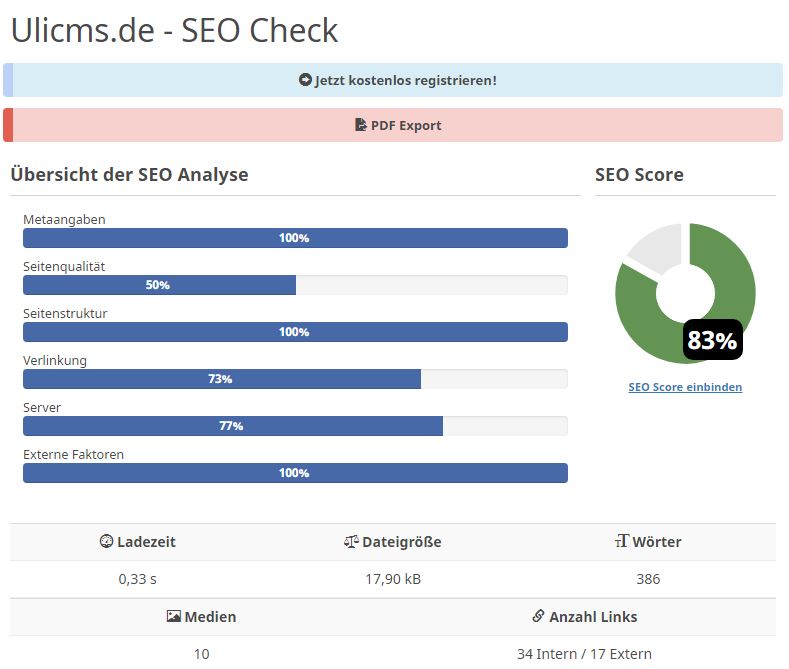 Ulicms.de - SEO Check
Jetzt kostenlos registrieren!
PDF Export
Übersicht der SEO Analyse
SEO Score
Metaangaben
100%
Seitenqualität
50%
Seitenstruktur
100%
Verlinkung
73%
Server
77%
Externe Faktoren
100%
83%
SEO Score einbinden
Ladezeit Dateigröße Wörter
0,33 s 17,90 kB 386
Medien Anzahl Links
10 34 Intern / 17 Extern